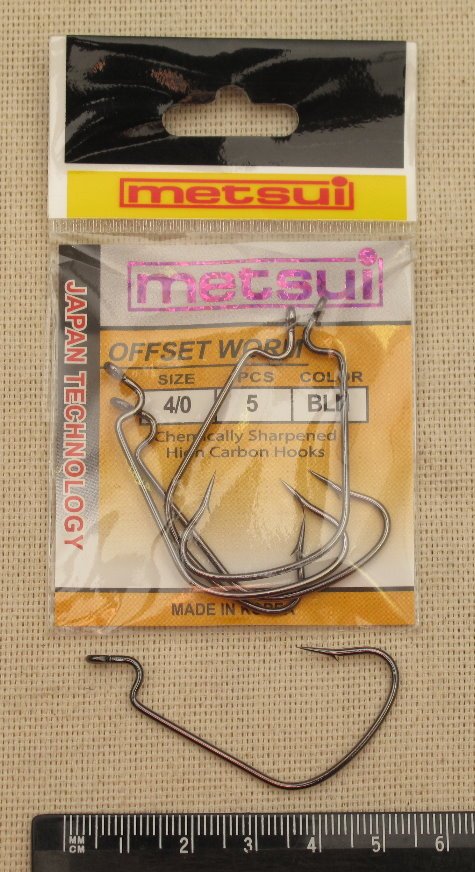 metsui
metsui
JAPAN TECHNOLOGY
OFFSET WORM
SIZE PCS COLOR
4/0 5 BLN
Chemically Sharpened
High Carbon Hooks
MADE IN KOREA
MM
CM 1 2 3 4 5 6